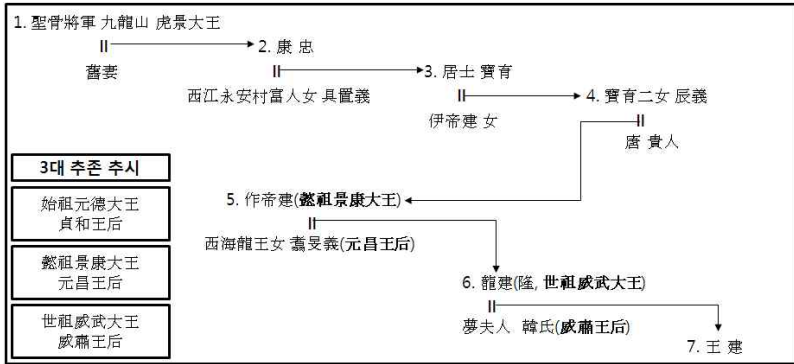 1. 聖骨將軍 九龍山 虎景大王
II
舊妻
2. 康 忠
II
西江永安村富人女 具置義
3. 居士 寶育
II
伊帝建 女
4. 寶育二女 辰義
II
唐 貴人
3대 추존 추시
始祖元德大王
貞和王后
懿祖景康大王
元昌王后
世祖威武大王
威肅王后
5. 作帝建(懿祖景康大王)
II
西海龍王女 翥旻義(元昌王后)
6. 龍建(隆, 世祖威武大王)
II
夢夫人 韓氏(威肅王后)
7. 王 建